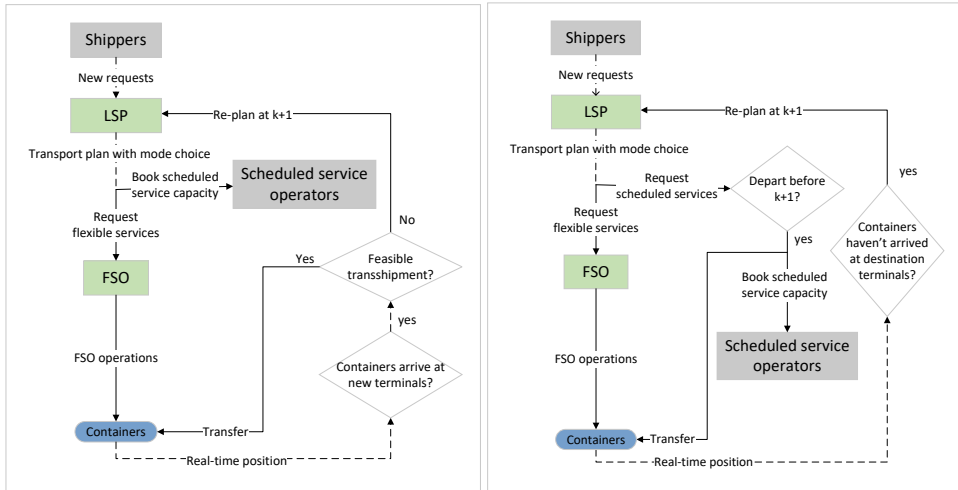 Shippers
New requests
LSP
Re-plan at k+1
Transport plan with mode choice
Book scheduled
service capacity
Scheduled service
operators
Request
flexible services
No
Yes
Feasible
transshipment?
FSO
yes
FSO operations
Containers arrive at
new terminals?
Containers
Transfer
Real-time position
Shippers
New requests
LSP
Re-plan at k+1
Transport plan with mode choice
Request
scheduled services
Depart before
k+1?
yes
Request
flexible services
yes
Containers
haven't arrived
at destination
terminals?
FSO
Book scheduled
service capacity
Scheduled service
operators
FSO operations
Containers
Transfer
Real-time position